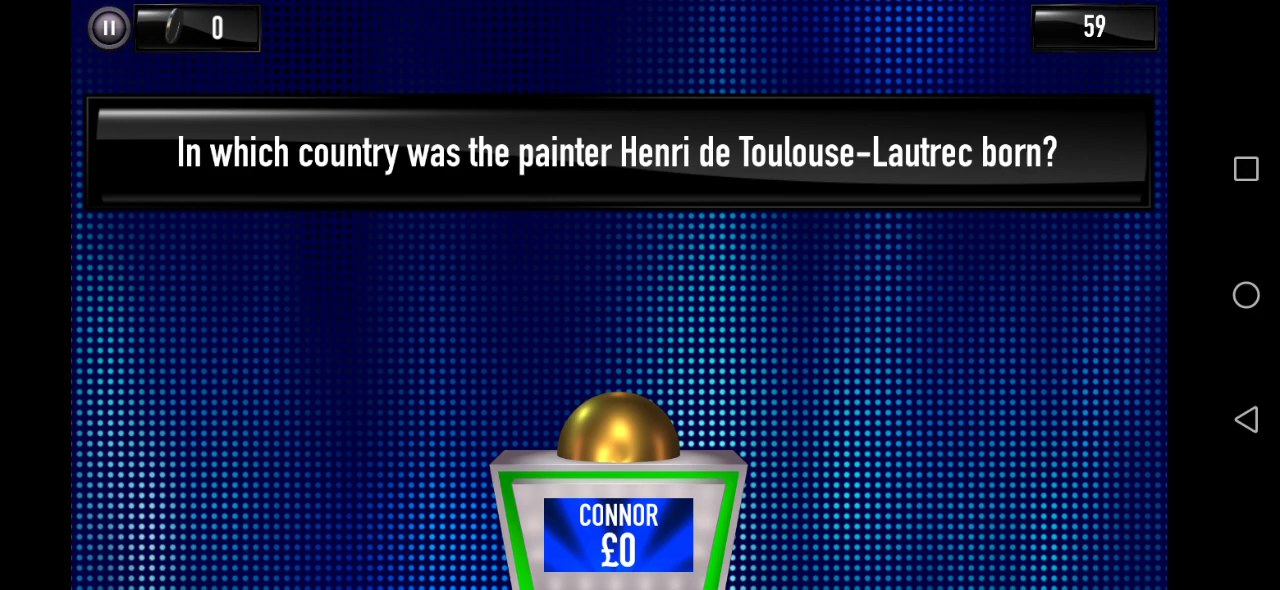 0
59
In which country was the painter Henri de Toulouse-Lautrec born?
CONNOR
£0